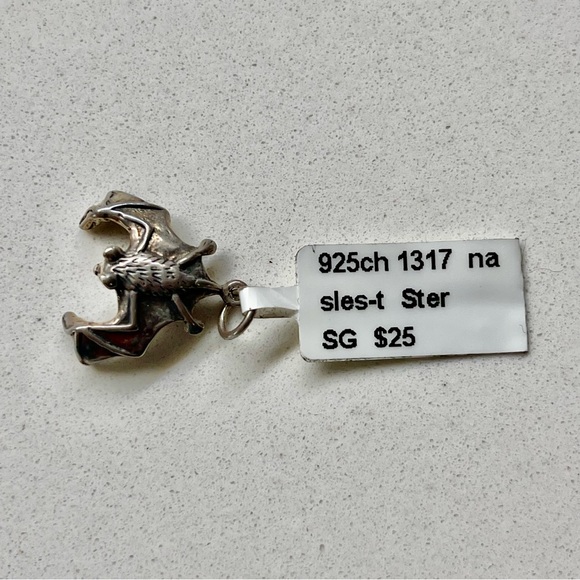 925ch 1317 na
sles-t Ster
SG $25